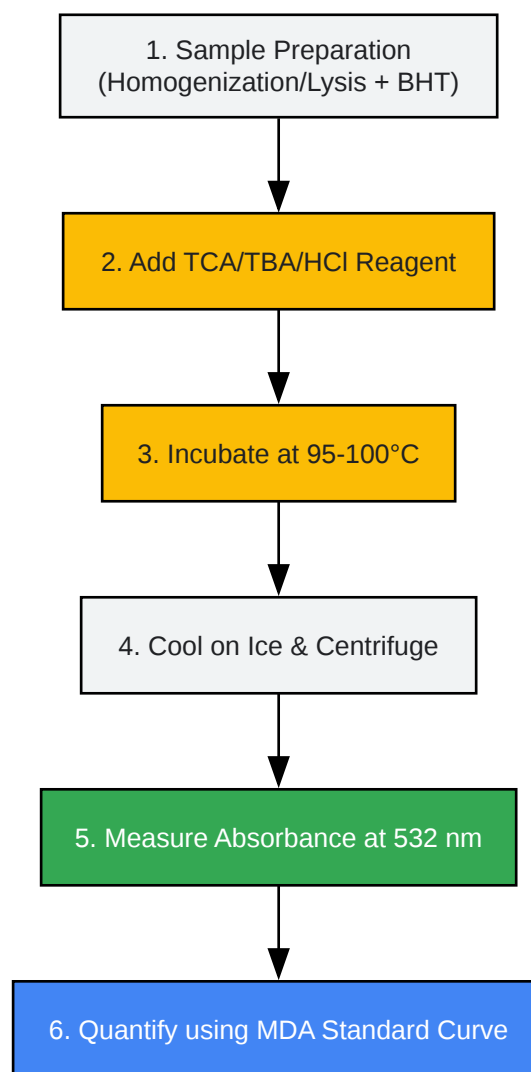 1. Sample Preparation
(Homogenization/Lysis + BHT)
2. Add TCA/TBA/HCl Reagent
3. Incubate at 95-100°C
4. Cool on Ice & Centrifuge
5. Measure Absorbance at 532 nm
6. Quantify using MDA Standard Curve